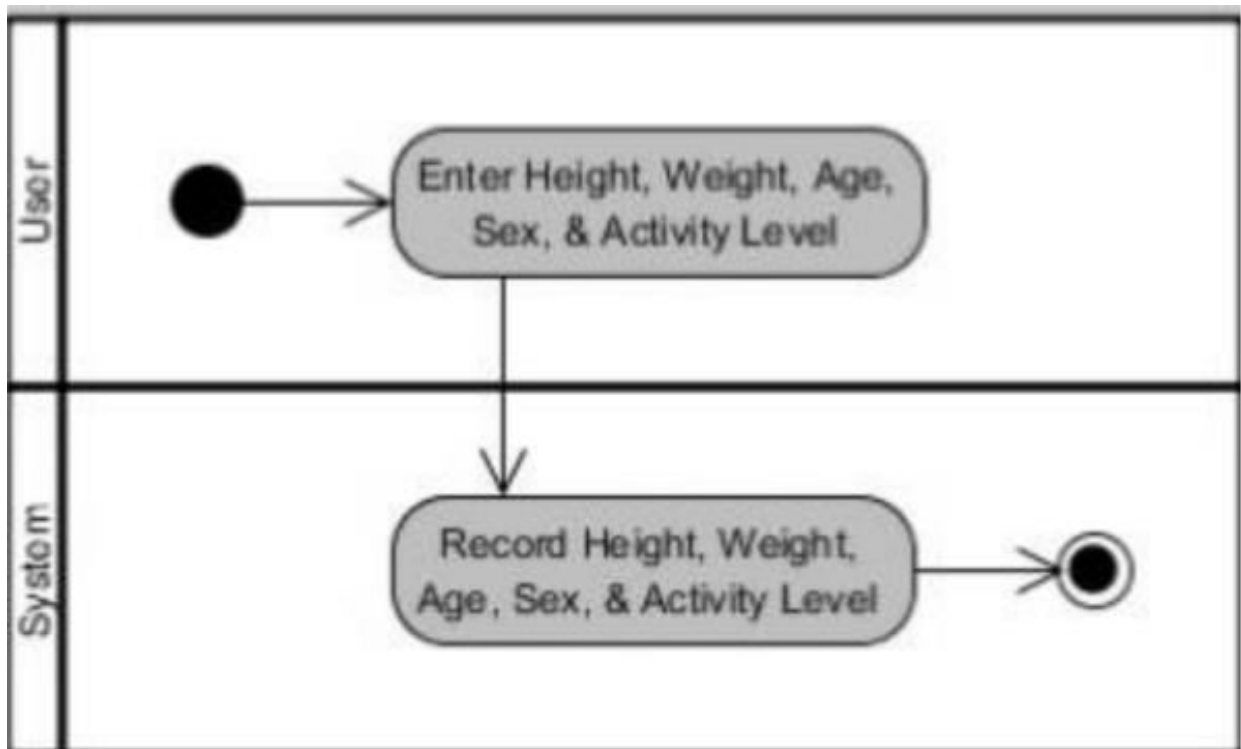 User
Enter Height, Weight, Age,
Sex, & Activity Level
System
Record Height, Weight,
Age, Sex, & Activity Level